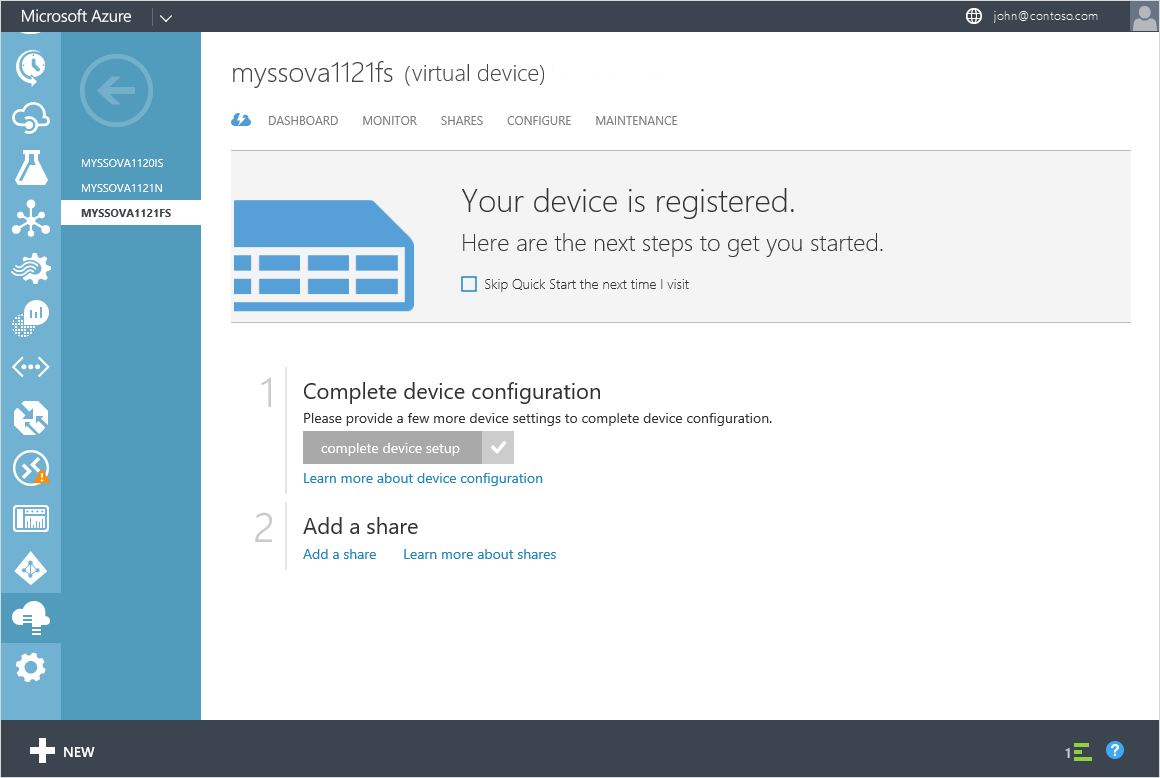 Microsoft Azure
john@contoso.com
myssova1121fs (virtual device)
DASHBOARD MONITOR SHARES CONFIGURE MAINTENANCE
MYSSOVA1120IS
MYSSOVA1121N
MYSSOVA1121FS
Your device is registered.
Here are the next steps to get you started.
Skip Quick Start the next time I visit
1
Complete device configuration
Please provide a few more device settings to complete device configuration.
complete device setup
Learn more about device configuration
2
Add a share
Add a share Learn more about shares
NEW
1
?